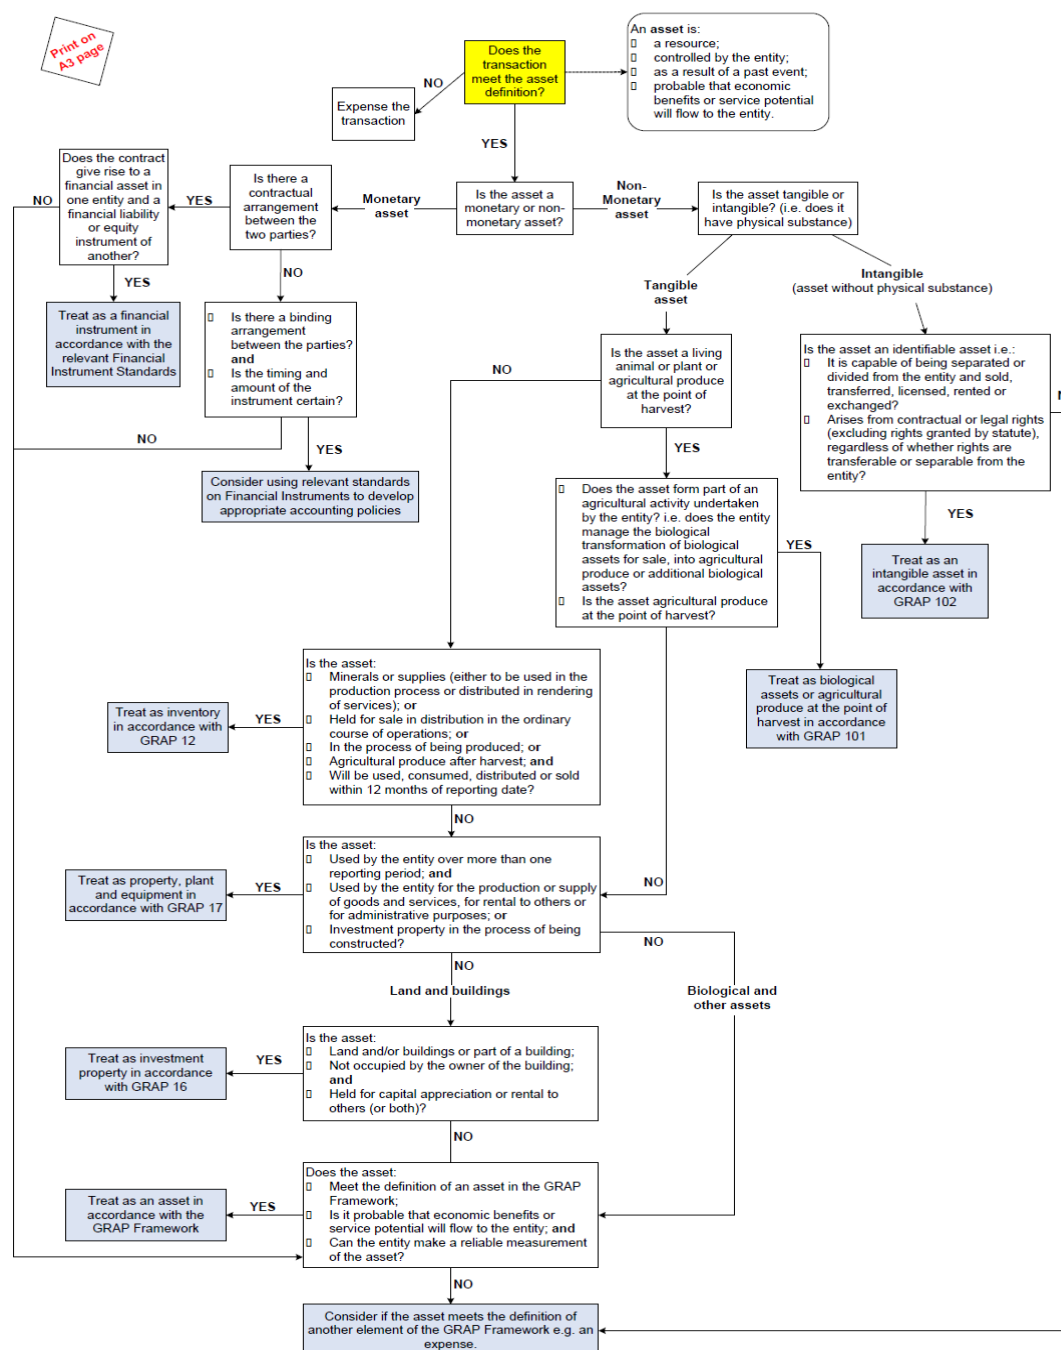 Print on
A3 page
Does the
transaction
meet the asset
definition?
An asset is:
a resource;
controlled by the entity;
as a result of a past event;
probable that economic
benefits or service potential
will flow to the entity.
NO
Expense the
transaction
YES
Does the contract
give rise to a
financial asset in
one entity and a
financial liability
or equity
instrument of
another?
NO
YES
Is there a
contractual
arrangement
between the
two parties?
Monetary
asset
Is the asset a
monetary or non-
monetary asset?
Non-
Monetary
asset
Is the asset tangible or
intangible? (i.e. does it
have physical substance)
YES
NO
Tangible
asset
Intangible
(asset without physical substance)
Treat as a financial
instrument in
accordance with the
relevant Financial
Instrument Standards
Is there a binding
arrangement
between the parties?
and
Is the timing and
amount of the
instrument certain?
NO
Is the asset a living
animal or plant or
agricultural produce
at the point of
harvest?
Is the asset an identifiable asset i.e.:
It is capable of being separated or
divided from the entity and sold,
transferred, licensed, rented or
exchanged?
Arises from contractual or legal rights
(excluding rights granted by statute),
regardless of whether rights are
transferable or separable from the
entity?
NO
YES
YES
Consider using relevant standards
on Financial Instruments to develop
appropriate accounting policies
Does the asset form part of an
agricultural activity undertaken
by the entity? i.e. does the entity
manage the biological
transformation of biological
assets for sale, into agricultural
produce or additional biological
assets?
Is the asset agricultural produce
at the point of harvest?
YES
YES
Treat as an
intangible asset in
accordance with
GRAP 102
Is the asset:
Minerals or supplies (either to be used in the
production process or distributed in rendering
of services); or
Held for sale in distribution in the ordinary
course of operations; or
In the process of being produced; or
Agricultural produce after harvest; and
Will be used, consumed, distributed or sold
within 12 months of reporting date?
YES
Treat as inventory
in accordance with
GRAP 12
Treat as biological
assets or agricultural
produce at the point of
harvest in accordance
with GRAP 101
NO
Is the asset:
Used by the entity over more than one
reporting period; and
Used by the entity for the production or supply
of goods and services, for rental to others or
for administrative purposes; or
Investment property in the process of being
constructed?
YES
Treat as property, plant
and equipment in
accordance with GRAP 17
NO
NO
NO
Land and buildings
Biological and
other assets
Is the asset:
Land and/or buildings or part of a building;
Not occupied by the owner of the building;
and
Held for capital appreciation or rental to
others (or both)?
YES
Treat as investment
property in accordance
with GRAP 16
NO
Does the asset:
Meet the definition of an asset in the GRAP
Framework;
Is it probable that economic benefits or
service potential will flow to the entity; and
Can the entity make a reliable measurement
of the asset?
YES
Treat as an asset in
accordance with the
GRAP Framework
NO
Consider if the asset meets the definition of
another element of the GRAP Framework e.g. an
expense.